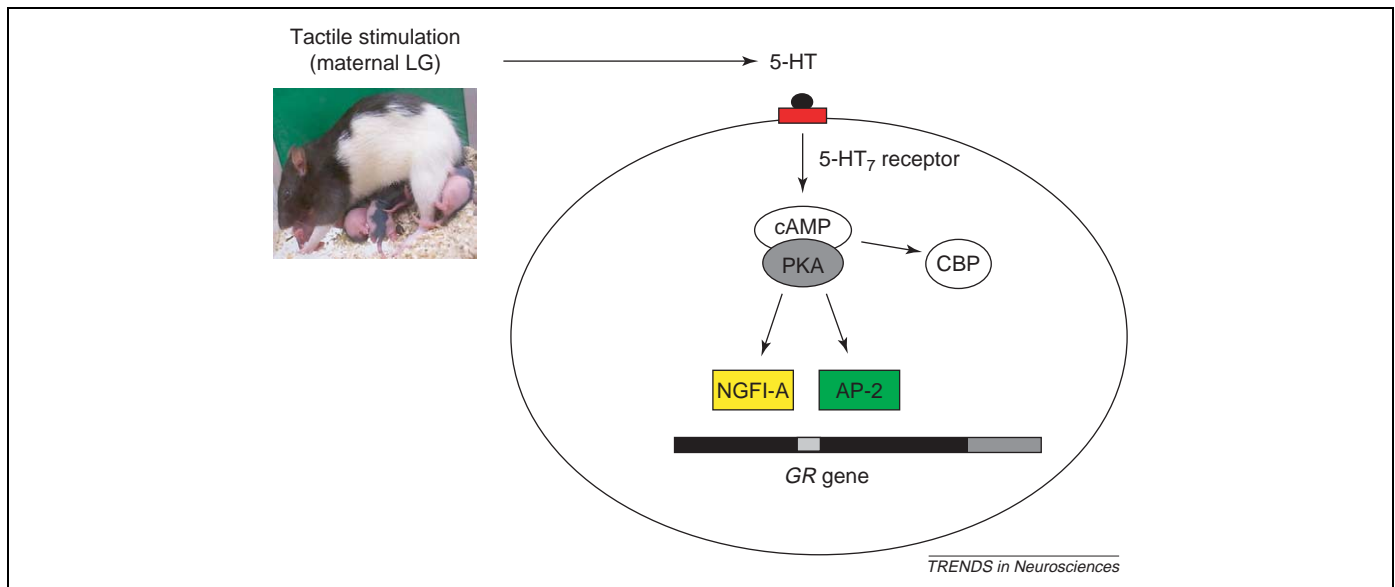 Tactile stimulation
(maternal LG)
5-HT
5-HT7 receptor
cAMP
PKA
CBP
NGFI-A
AP-2
GR gene
TRENDS in Neurosciences